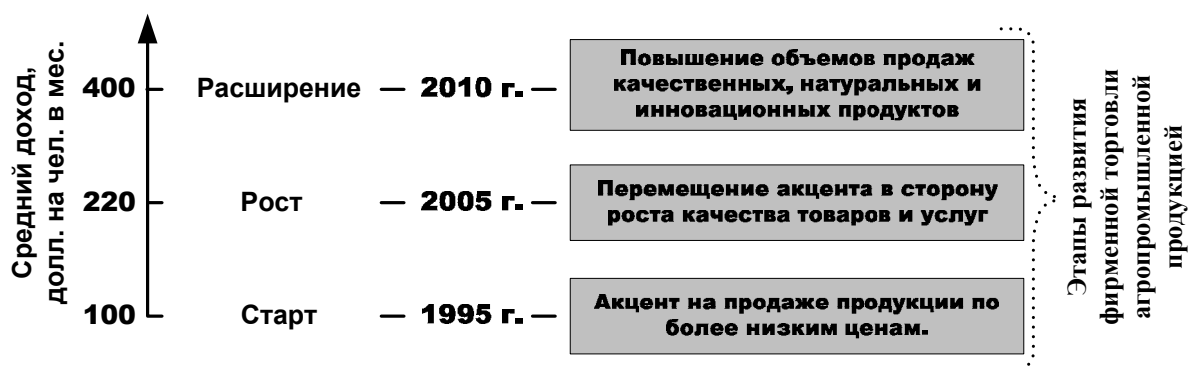 Средний доход,
долл. на чел. в мес.
400 Расширение – 2010 г. –
Повышение объемов продаж
качественных, натуральных и
инновационных продуктов
220 Рост – 2005 г. –
Перемещение акцента в сторону
роста качества товаров и услуг
100 Старт – 1995 г. –
Акцент на продаже продукции по
более низким ценам.
Этапы развития
фирменной торговли
агропромышленной
продукцией